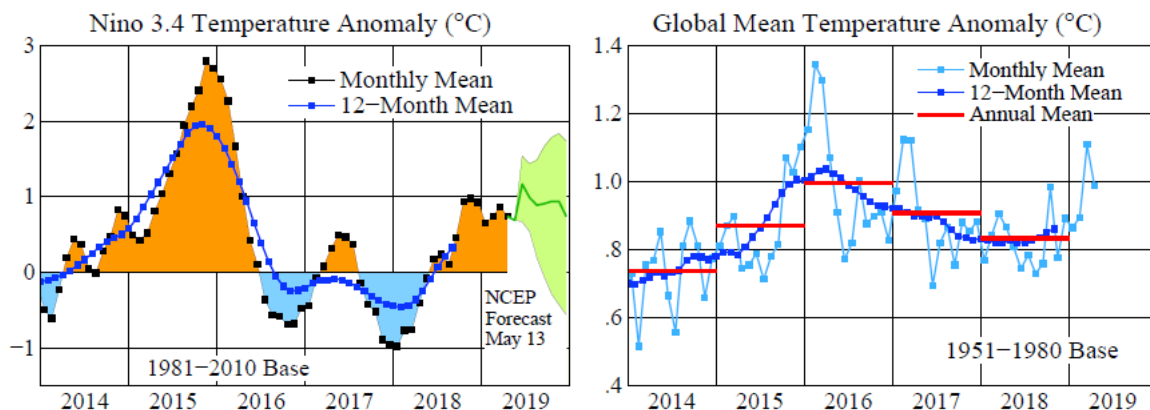 Nino 3.4 Temperature Anomaly (°C)
3
2
1
0
−1
Monthly Mean
12−Month Mean
NCEP
Forecast
May 13
1981−2010 Base
2014 2015 2016 2017 2018 2019
Global Mean Temperature Anomaly (°C)
1.4
1.2
1.0
.8
.6
.4
Monthly Mean
12−Month Mean
Annual Mean
1951−1980 Base
2014 2015 2016 2017 2018 2019